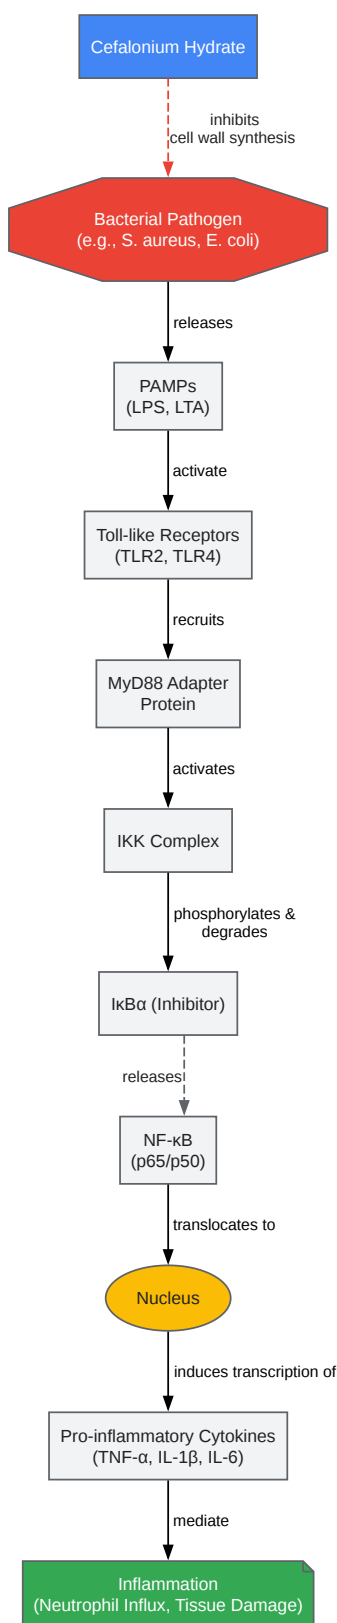 Cefalonium Hydrate
inhibits
cell wall synthesis
Bacterial Pathogen
(e.g., S. aureus, E. coli)
releases
PAMPs
(LPS, LTA)
activate
Toll-like Receptors
(TLR2, TLR4)
recruits
MyD88 Adapter
Protein
activates
IKK Complex
phosphorylates &
degrades
IκBα (Inhibitor)
releases
NF-κB
(p65/p50)
translocates to
Nucleus
induces transcription of
Pro-inflammatory Cytokines
(TNF-α, IL-1β, IL-6)
mediate
Inflammation
(Neutrophil Influx, Tissue Damage)